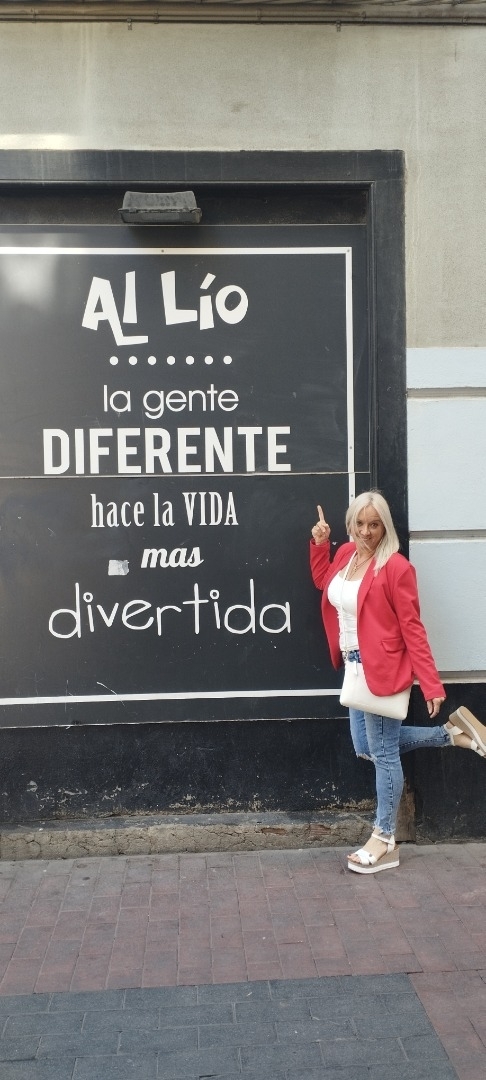 Al Lío
la gente
DIFERENTE
hace la VIDA
mas
divertida